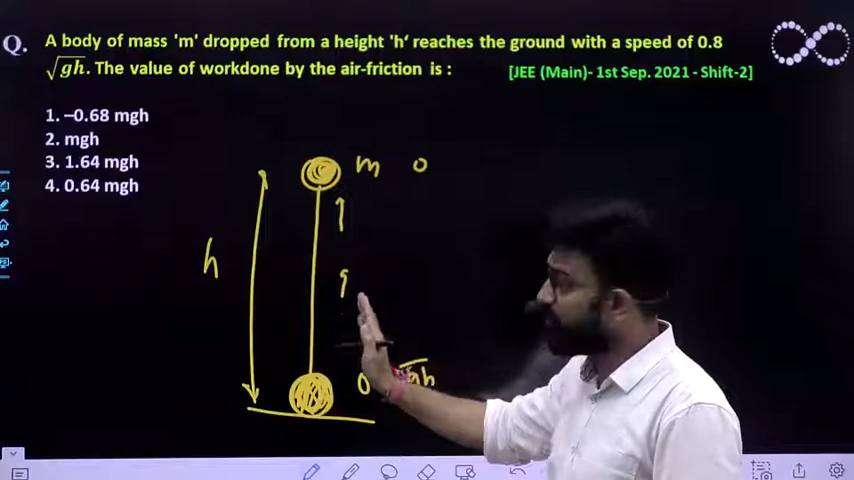 Q. A body of mass 'm' dropped from a height 'h' reaches the ground with a speed of 0.8
√gh. The value of workdone by the air-friction is :
[JEE (Main)- 1st Sep. 2021 - Shift-2]
1. –0.68 mgh
2. mgh
3. 1.64 mgh
4. 0.64 mgh
m 0
h